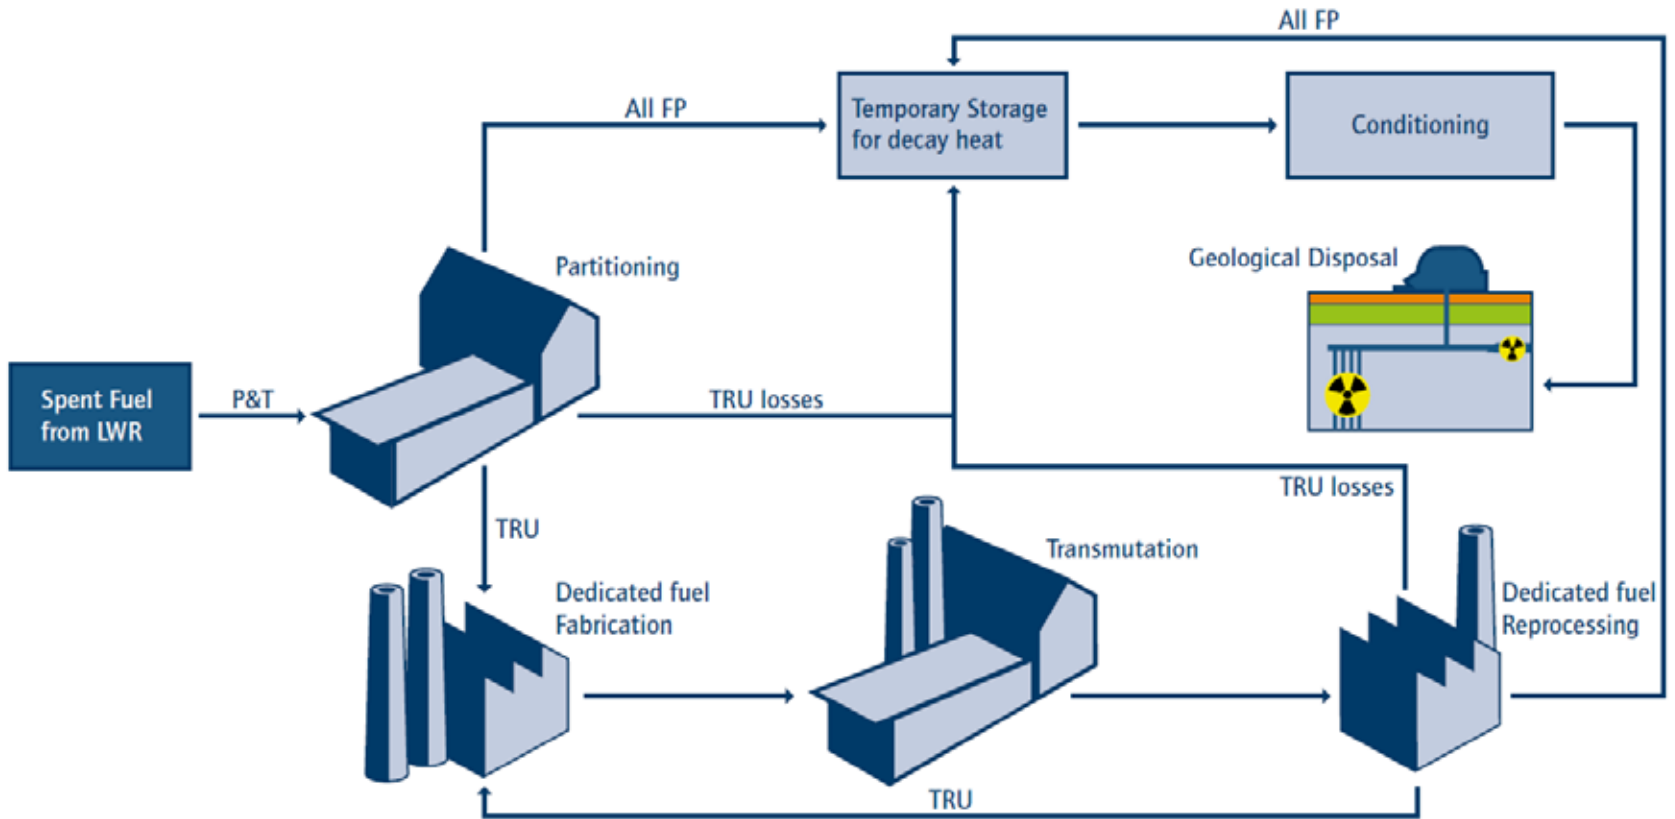 All FP
All FP
Temporary Storage
for decay heat
Conditioning
Partitioning
Geological Disposal
Spent Fuel
from LWR
P&T
TRU losses
TRU losses
TRU
Transmutation
Dedicated fuel
Fabrication
Dedicated fuel
Reprocessing
TRU